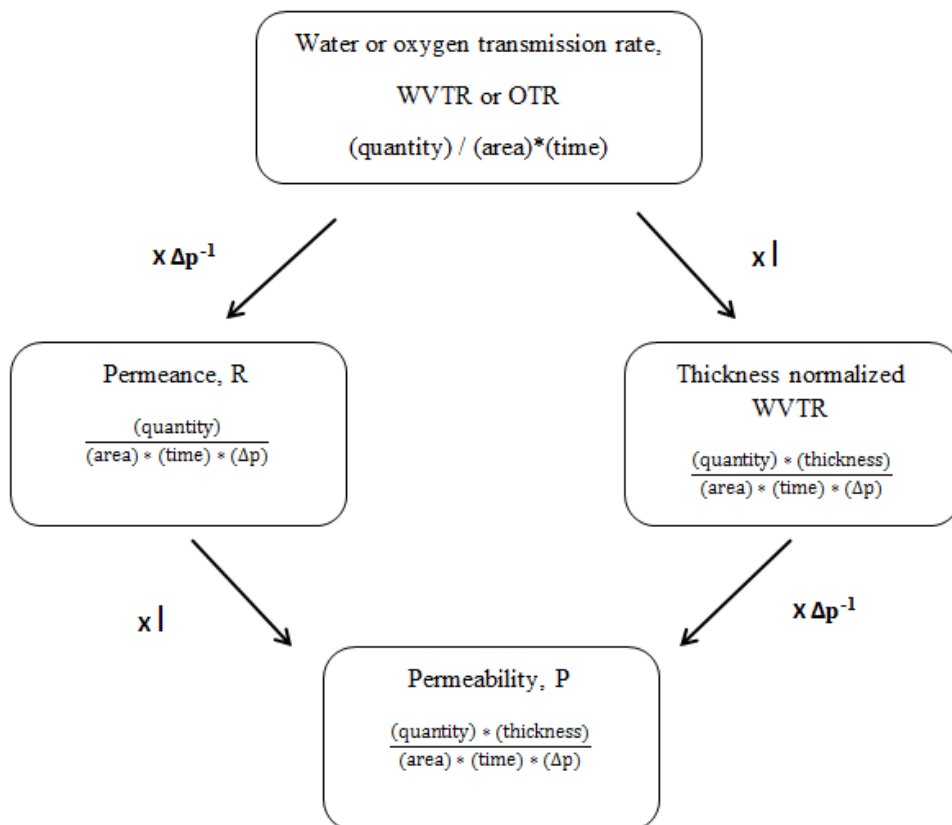 Water or oxygen transmission rate,
WVTR or OTR
(quantity) / (area)*(time)
x Δp⁻¹
x l
Permeance, R
(quantity)
(area) * (time) * (Δp)
Thickness normalized
WVTR
(quantity) * (thickness)
(area) * (time) * (Δp)
x l
x Δp⁻¹
Permeability, P
(quantity) * (thickness)
(area) * (time) * (Δp)